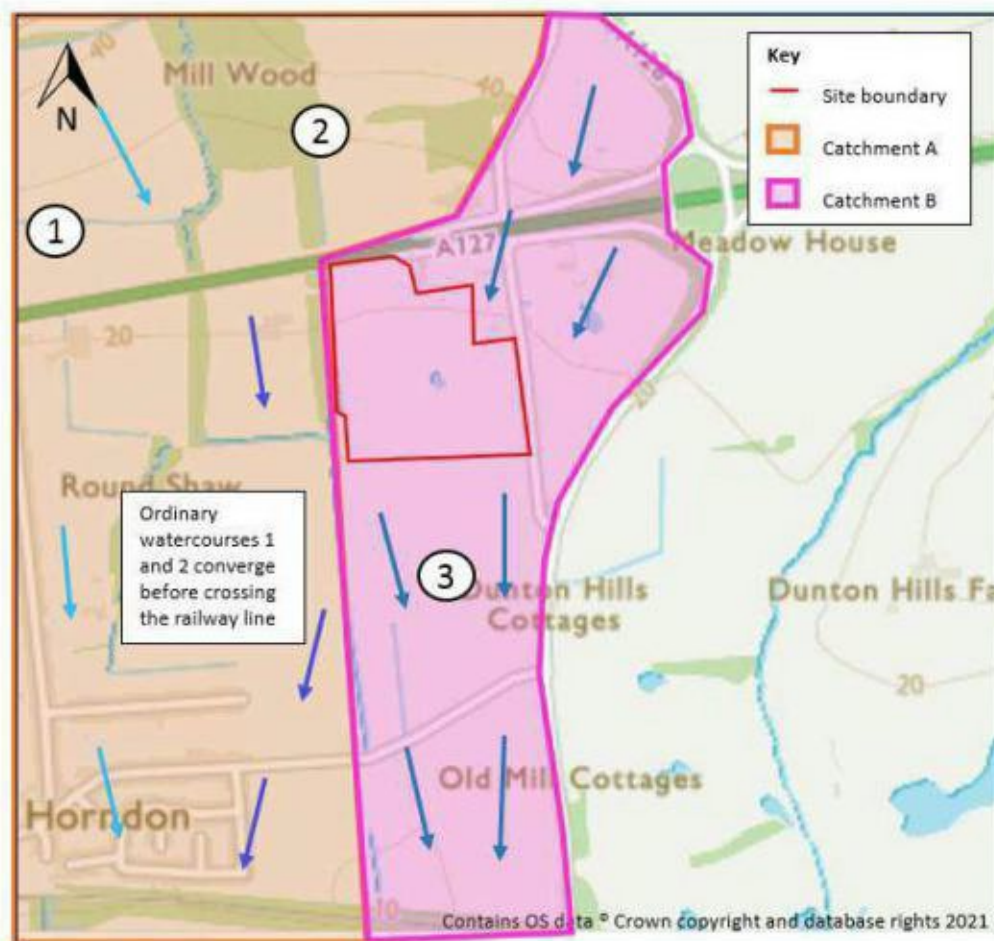 40
Mill Wood
40
N
2
1
A128
Key
Site boundary
Catchment A
Catchment B
A127
Meadow House
20
20
Round Shaw
Ordinary
watercourses 1
and 2 converge
before crossing
the railway line
3
Dunton Hills
Cottages
Dunton Hills Fa
20
Old Mill Cottages
Horndon
10
Contains OS data © Crown copyright and database rights 2021